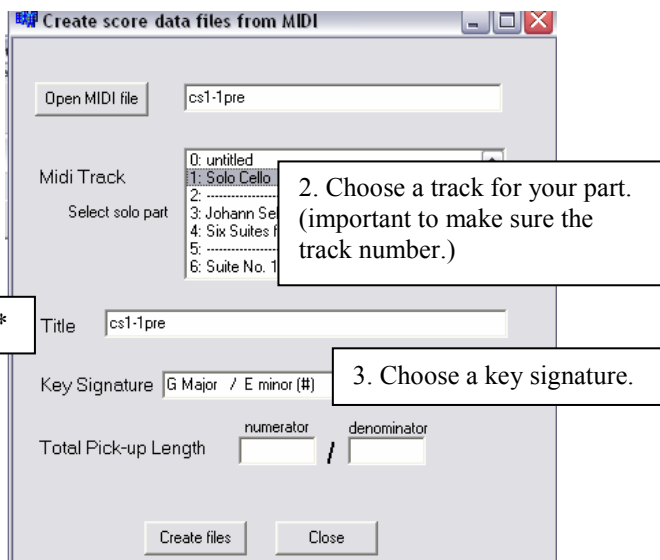 Create score data files from MIDI
Open MIDI file
cs1-1pre
Midi Track
Select solo part
0: untitled
1: Solo Cello
2: ------------------
3: Johann Se
4: Six Suites f
5: ------------------
6: Suite No. 1
2. Choose a track for your part.
(important to make sure the
track number.)
*
Title
cs1-1pre
Key Signature
G Major / E minor (#)
3. Choose a key signature.
Total Pick-up Length
numerator
/
denominator
Create files
Close